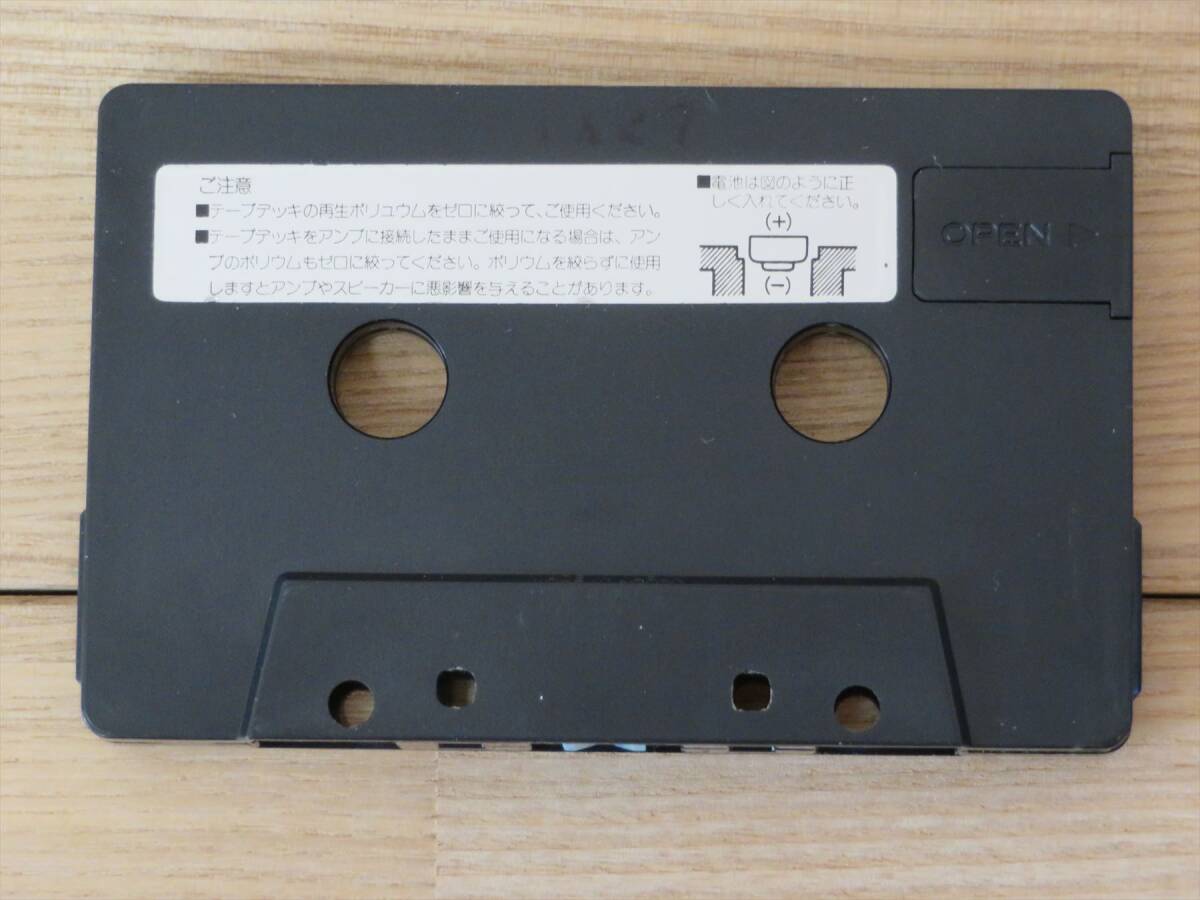 ご注意
■テープデッキの再生ボリュウムをゼロに絞って、ご使用ください。
■テープデッキをアンプに接続したままご使用になる場合は、アン
プのボリウムもゼロに絞ってください。ボリウムを絞らずに使用
しますとアンプやスピーカーに悪影響を与えることがあります。
■電池は図のように正
しく入れてください。
(+)
(−)
OPEN